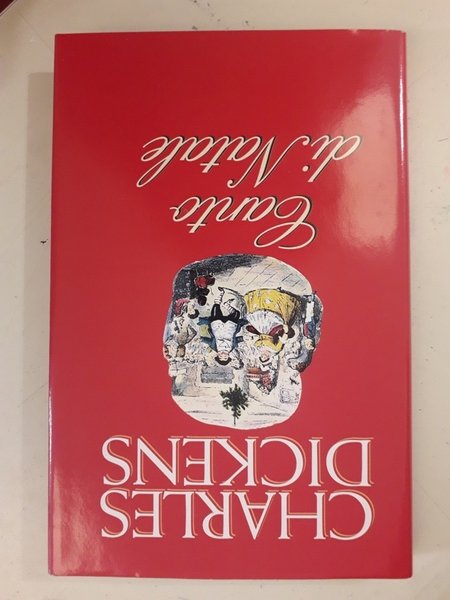 CHARLES
DICKENS
Canto
di Natale